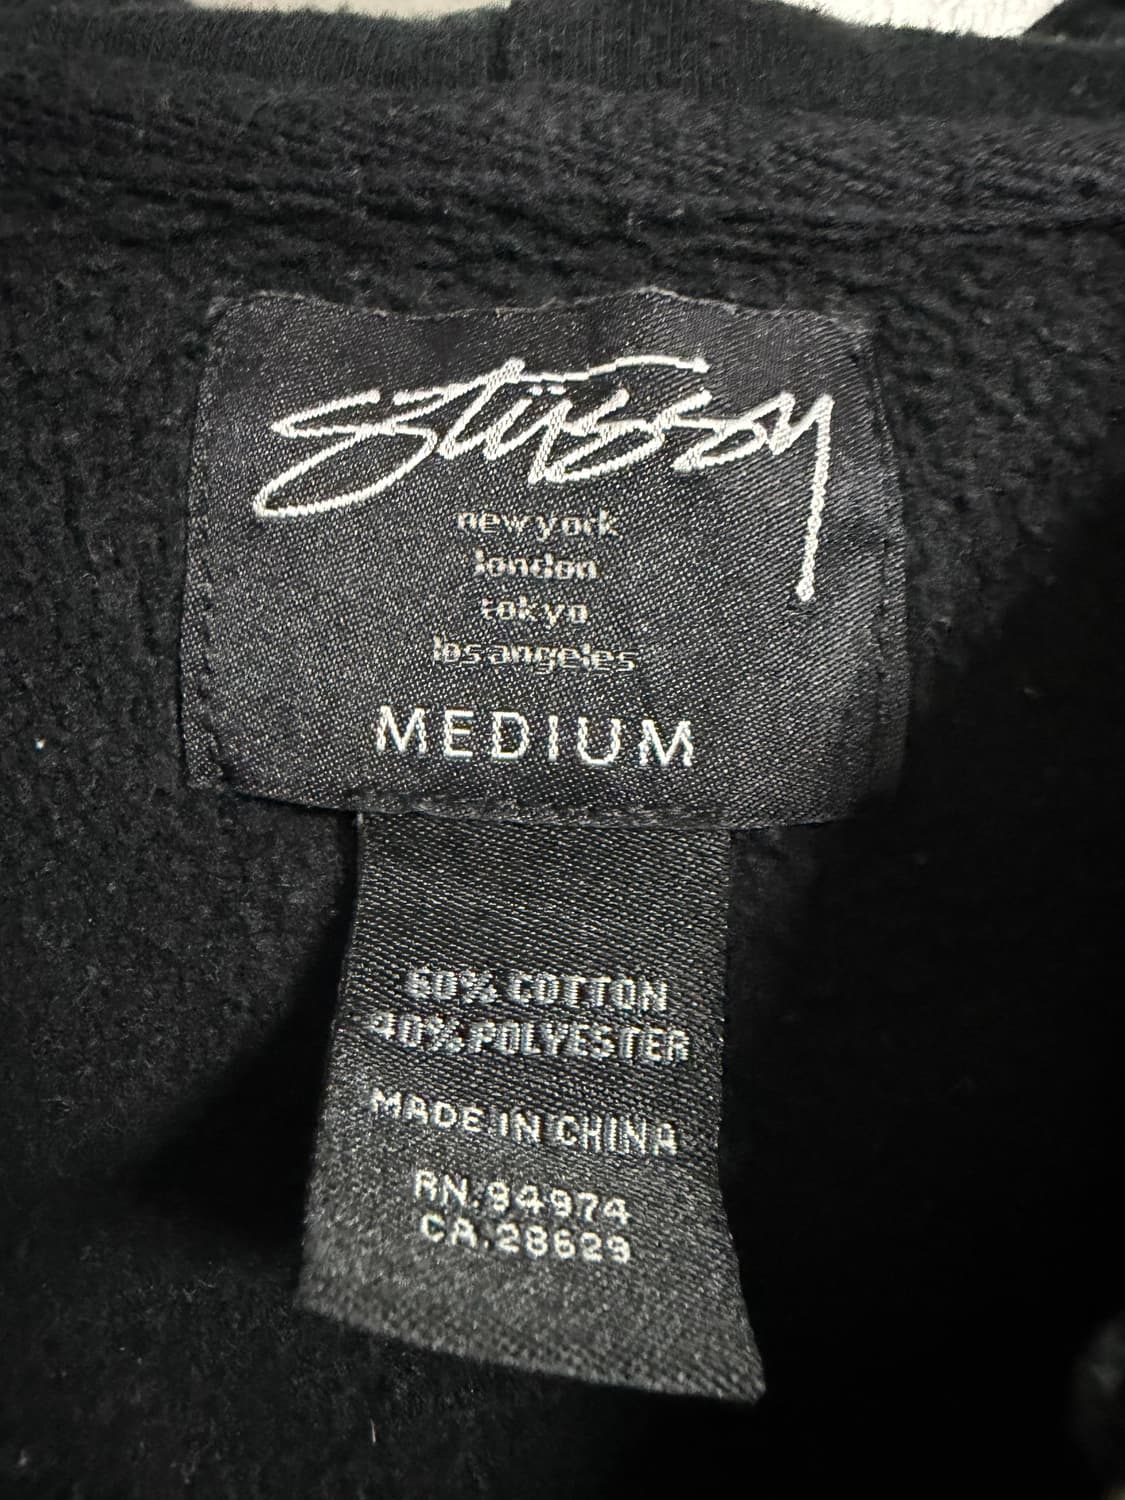 Stüssy
new york
london
tokyo
los angeles
MEDIUM
60% COTTON
40% POLYESTER
MADE IN CHINA
RN.94974
CA.28629